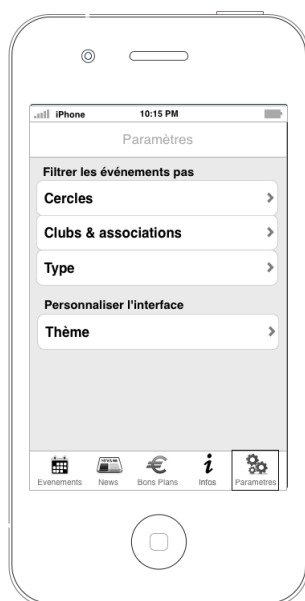 iPhone 10:15 PM
Paramètres
Filtrer les événements pas
Cercles
Clubs & associations
Type
Personnaliser l'interface
Thème
Evenements News Bons Plans Infos Parametres